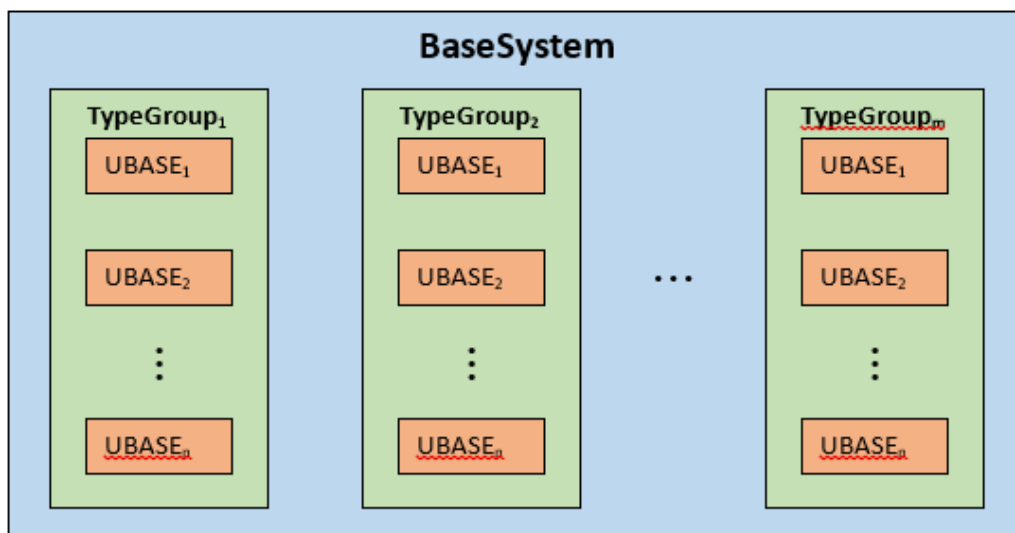 BaseSystem
TypeGroup₁
UBASE₁
UBASE₂
⋮
UBASEₙ
TypeGroup₂
UBASE₁
UBASE₂
⋮
UBASEₙ
...
TypeGroupₘ
UBASE₁
UBASE₂
⋮
UBASEₙ